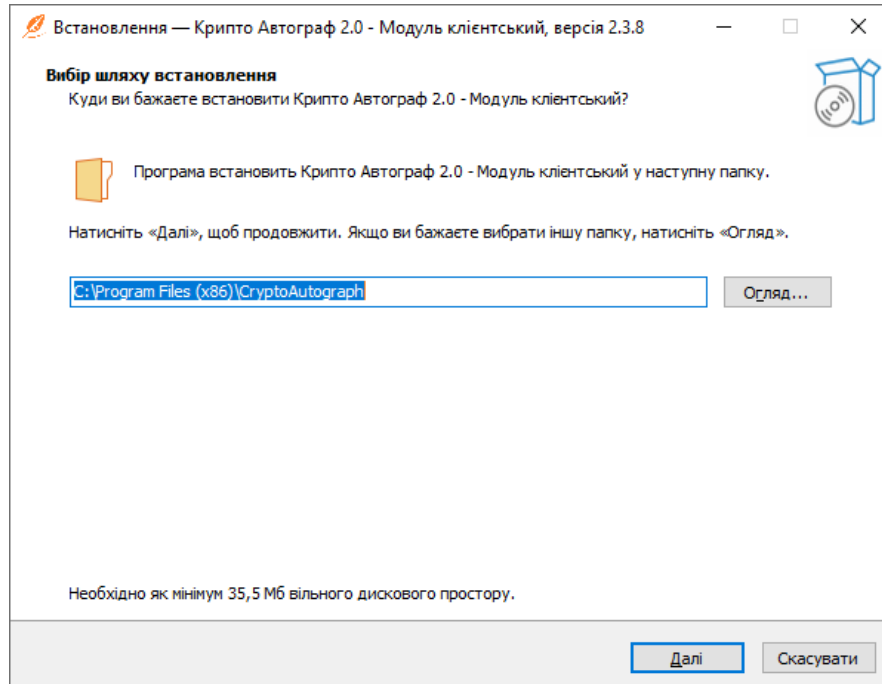 Встановлення — Крипто Автограф 2.0 - Модуль клієнтський, версія 2.3.8
Вибір шляху встановлення
Куди ви бажаєте встановити Крипто Автограф 2.0 - Модуль клієнтський?
Програма встановить Крипто Автограф 2.0 - Модуль клієнтський у наступну папку.
Натисніть «Далі», щоб продовжити. Якщо ви бажаєте вибрати іншу папку, натисніть «Огляд».
C:\Program Files (x86)\CryptoAutograph
Огляд...
Необхідно як мінімум 35,5 Мб вільного дискового простору.
Далі
Скасувати